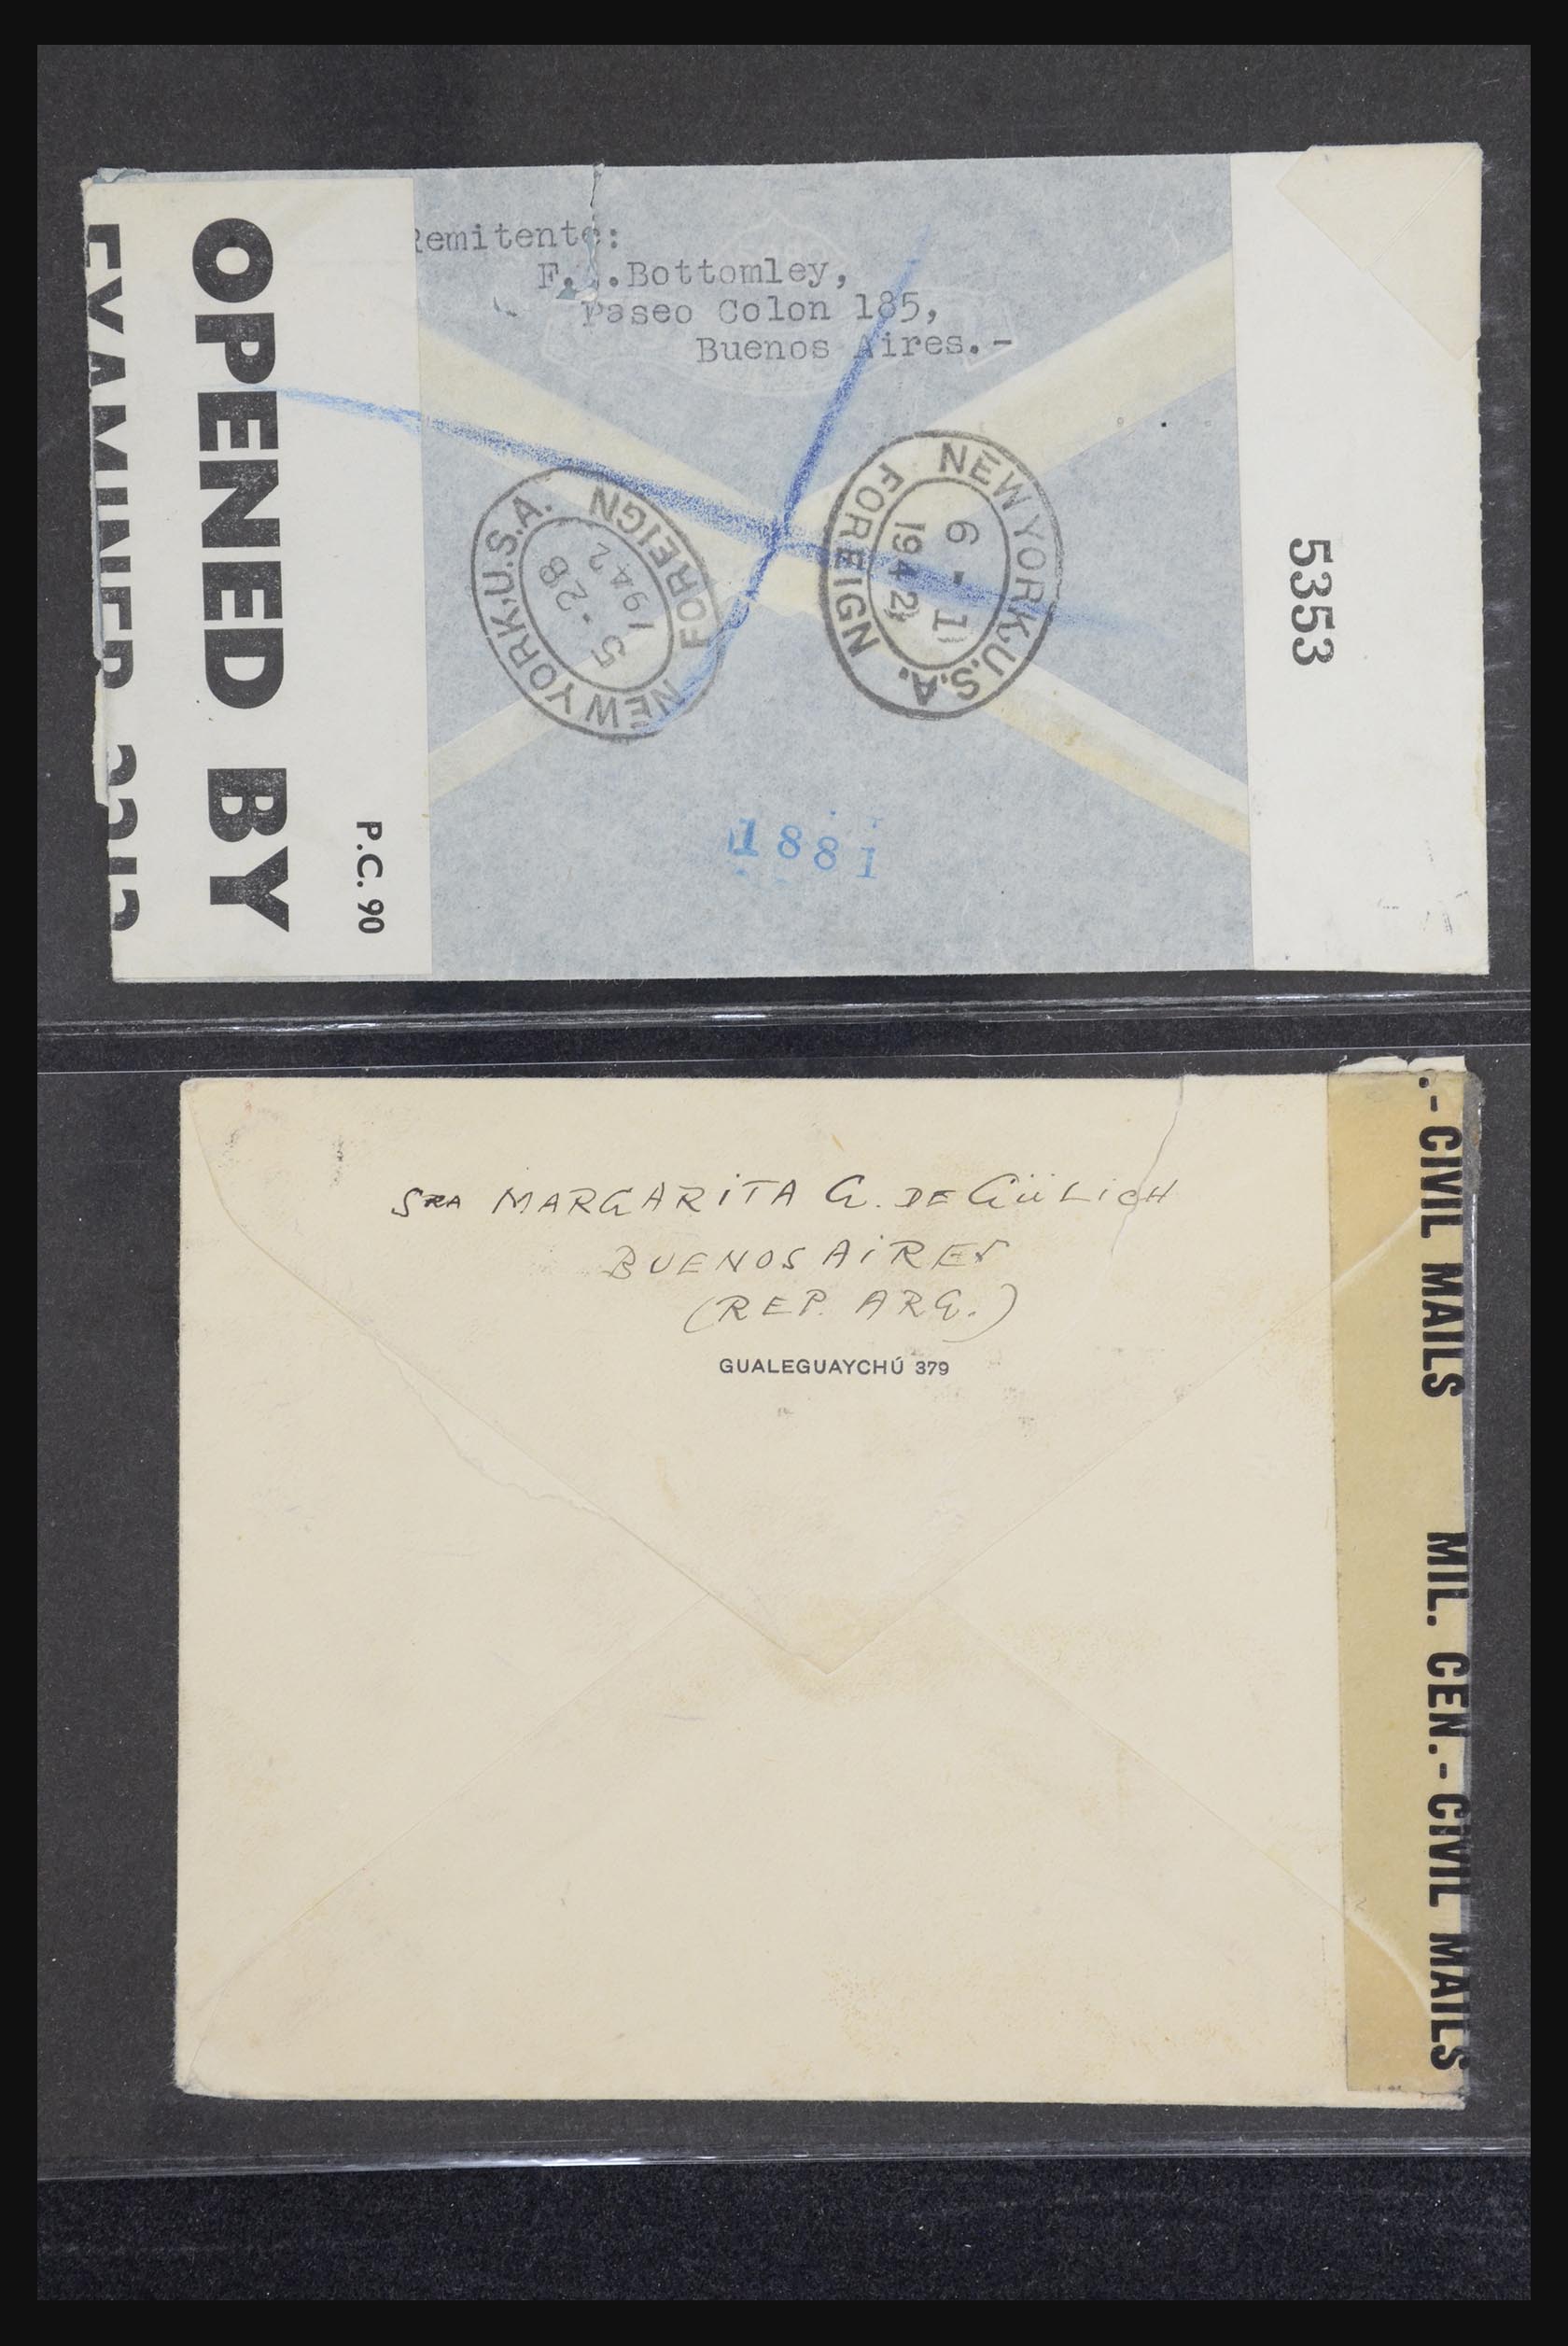 Remitente:
F. .Bottomley,
Paseo Colon 185,
Buenos Aires.-
OPENED BY
P.C. 90
NEW YORK, U.S.A.
5-28
1942
FOREIGN
NEW YORK, U.S.A.
6-1
1942
FOREIGN
5353
1881
SRA MARGARITA G. DE GÜLICH
BUENOS AIRES
(REP. ARG.)
GUALEGUAYCHÚ 379
.-CIVIL MAILS MIL. CEN.-CIVIL MAILS